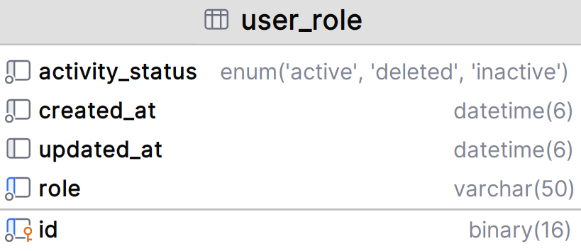 user_role
activity_status enum('active', 'deleted', 'inactive')
created_at datetime(6)
updated_at datetime(6)
role varchar(50)
id binary(16)